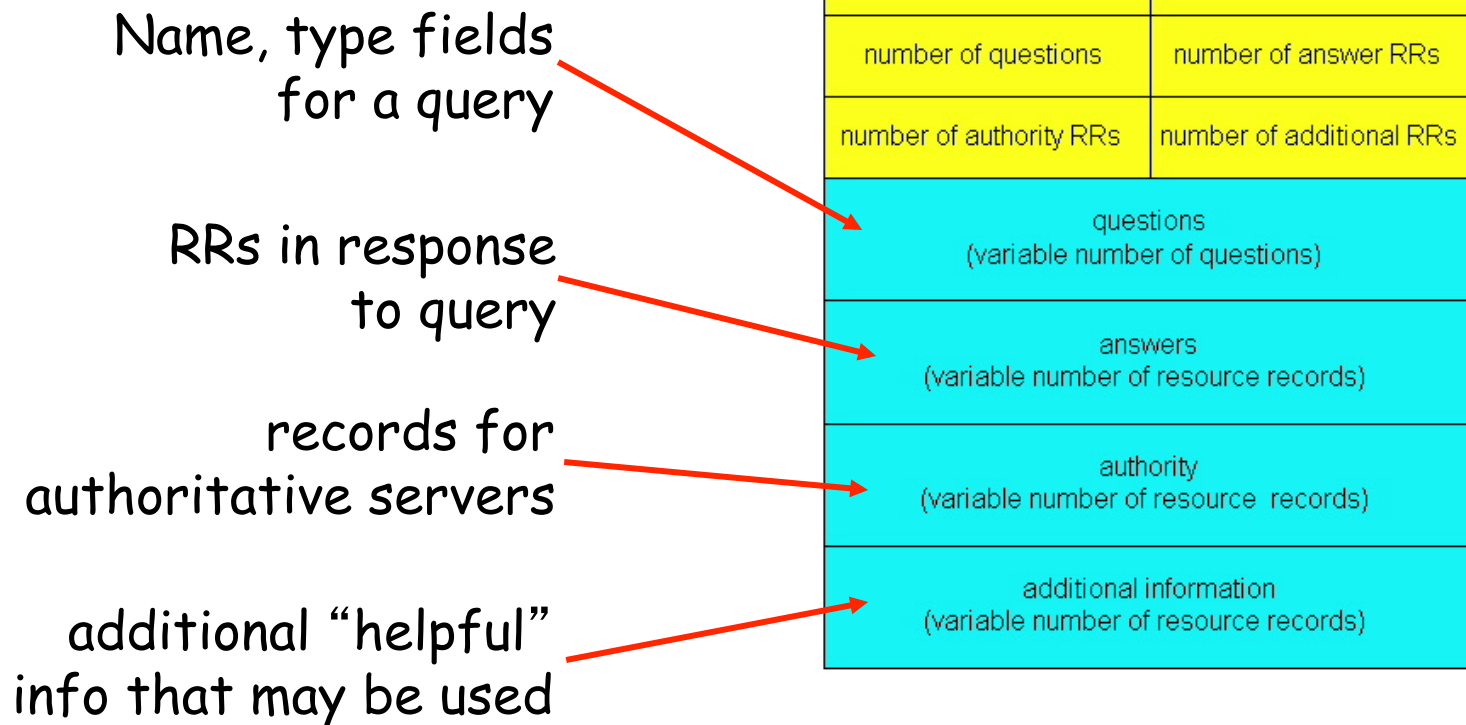 Name, type fields
for a query
RRs in response
to query
records for
authoritative servers
additional “helpful”
info that may be used
number of questions
number of answer RRs
number of authority RRs
number of additional RRs
questions
(variable number of questions)
answers
(variable number of resource records)
authority
(variable number of resource records)
additional information
(variable number of resource records)